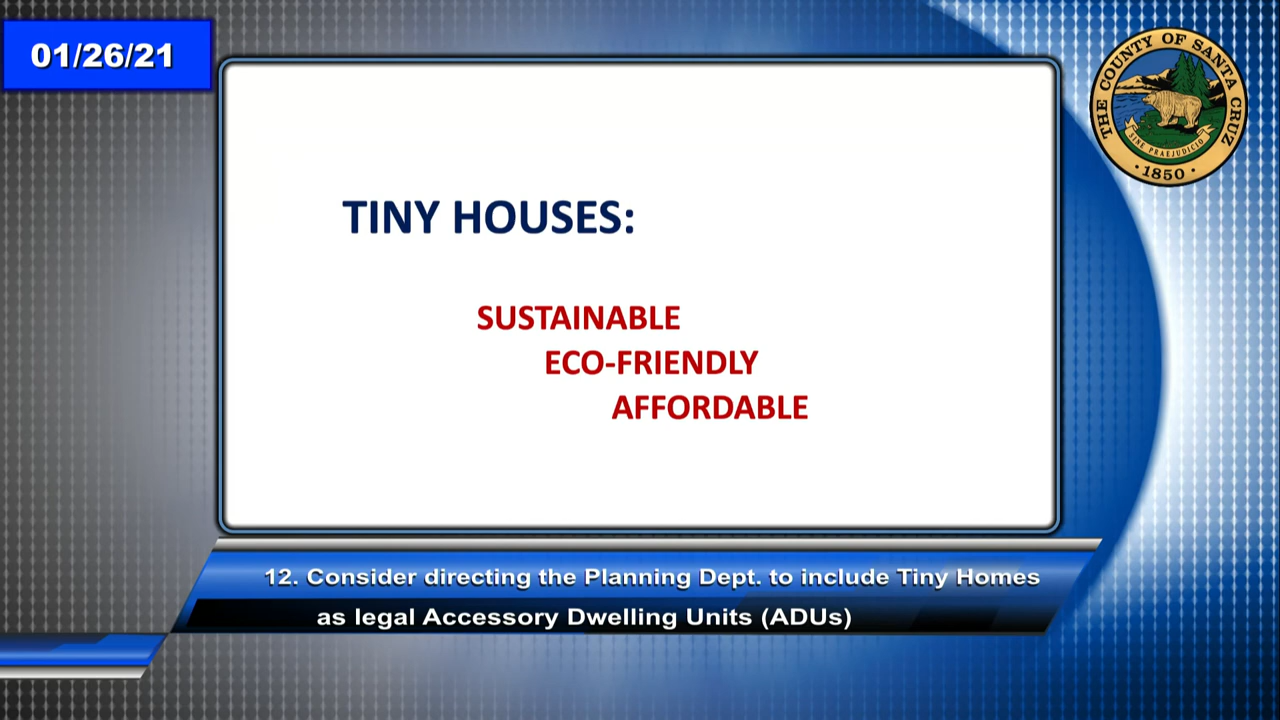 01/26/21
THE COUNTY OF SANTA CRUZ
SINE PRAEJUDICIO
• 1850 •
TINY HOUSES:
SUSTAINABLE
ECO-FRIENDLY
AFFORDABLE
12. Consider directing the Planning Dept. to include Tiny Homes
as legal Accessory Dwelling Units (ADUs)